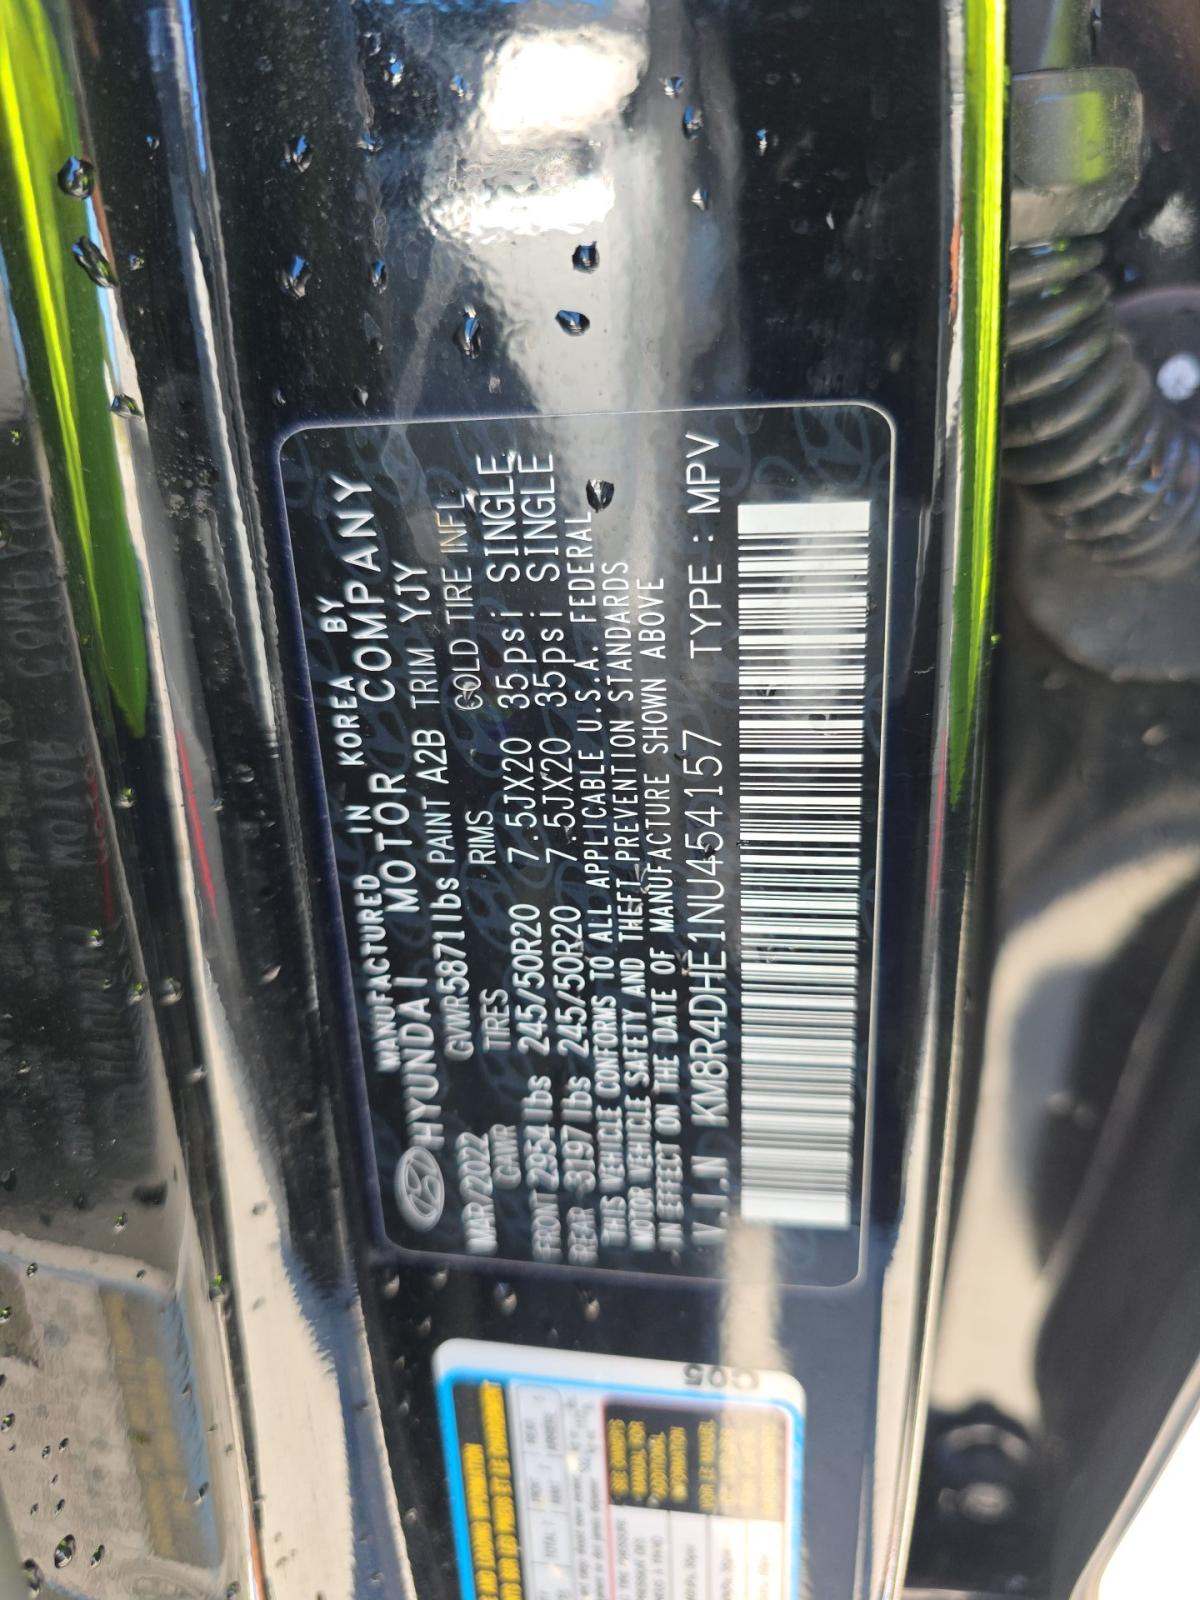 MANUFACTURED IN KOREA BY
HYUNDAI MOTOR COMPANY
MAR/2022 GVWR5871lbs PAINT A2B TRIM YJY
GAWR TIRES RIMS COLD TIRE INFL
FRONT 2954lbs 245/50R20 7.5JX20 35psi SINGLE
REAR 3197lbs 245/50R20 7.5JX20 35psi SINGLE
THIS VEHICLE CONFORMS TO ALL APPLICABLE U.S.A. FEDERAL
MOTOR VEHICLE SAFETY AND THEFT PREVENTION STANDARDS
IN EFFECT ON THE DATE OF MANUFACTURE SHOWN ABOVE
V.I.N KM8R4DHE1NU454157 TYPE : MPV
C05